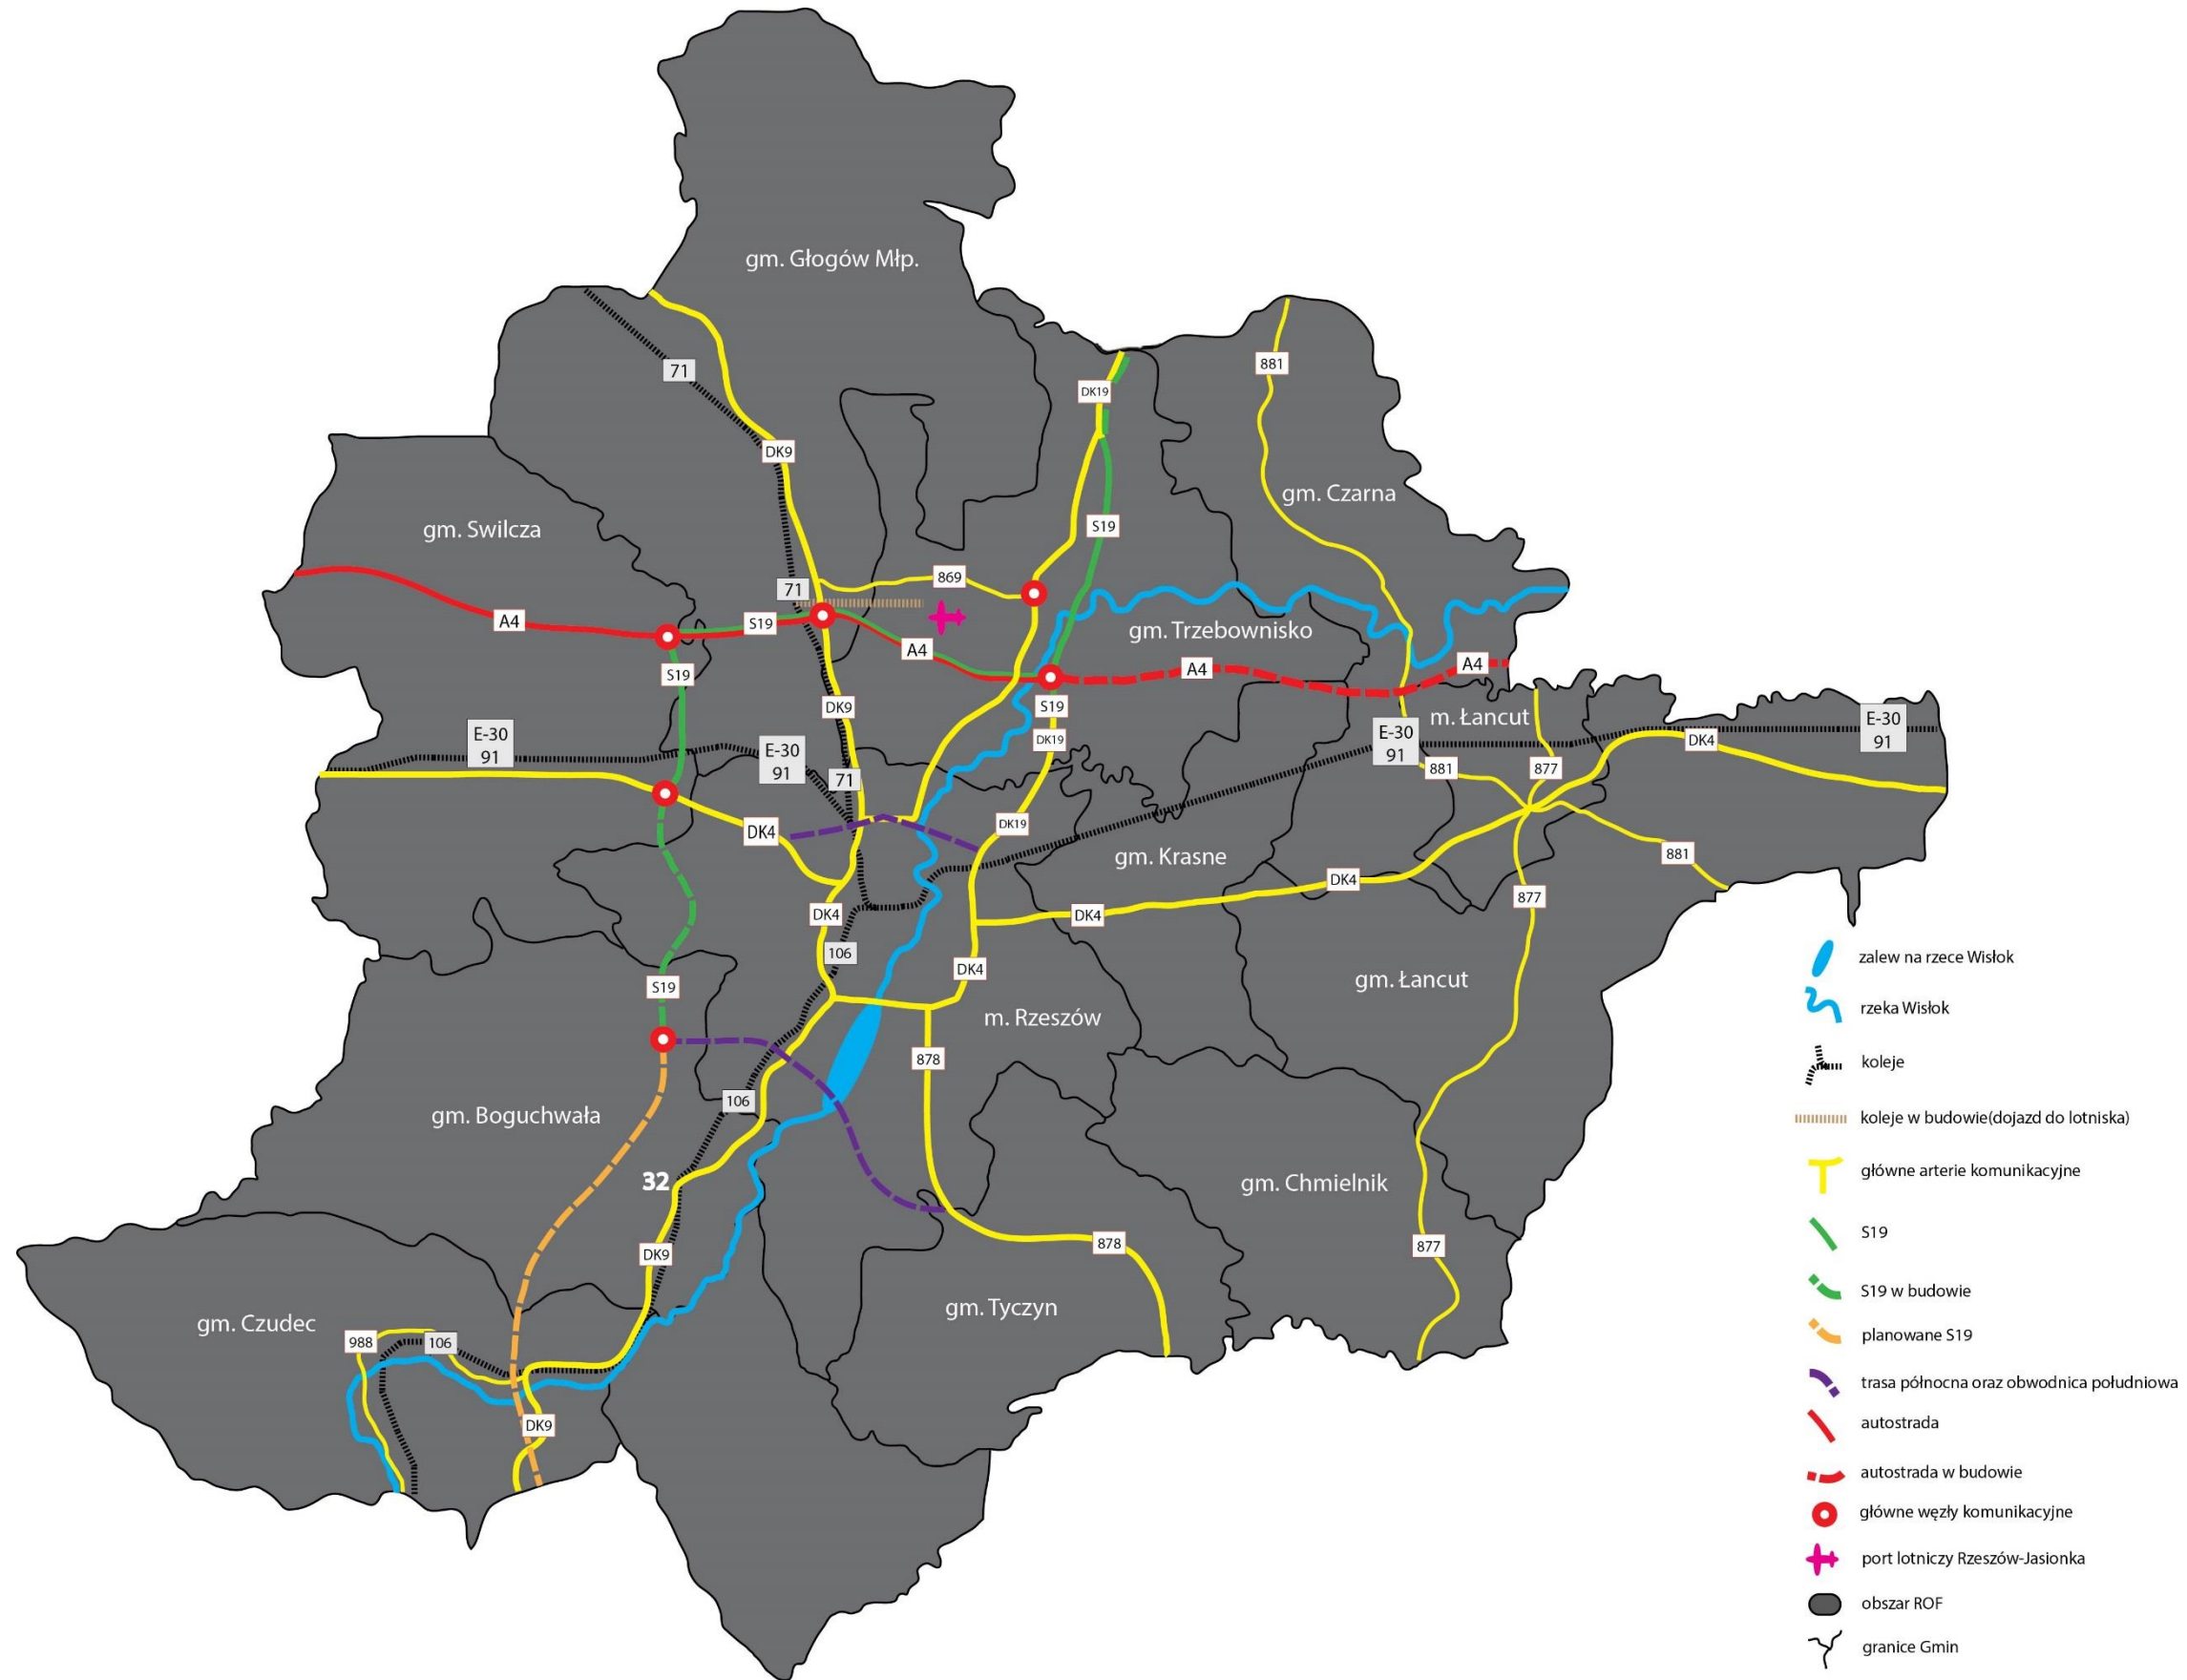 gm. Głogów Młp.
71
881
DK19
DK9
gm. Czarna
gm. Swilcza
S19
869
71
A4
S19
gm. Trzebownisko
A4
A4
A4
S19
DK9
S19
DK19
m. Łancut
E-30
91
E-30
91
E-30
91
E-30
91
DK4
71
881
877
DK4
DK19
gm. Krasne
881
DK4
877
DK4
DK4
106
DK4
gm. Łancut
S19
m. Rzeszów
878
106
gm. Boguchwała
32
gm. Chmielnik
DK9
878
877
gm. Tyczyn
gm. Czudec
988
106
DK9
zalew na rzece Wisłok
rzeka Wisłok
koleje
koleje w budowie(dojazd do lotniska)
główne arterie komunikacyjne
S19
S19 w budowie
planowane S19
trasa północna oraz obwodnica południowa
autostrada
autostrada w budowie
główne węzły komunikacyjne
port lotniczy Rzeszów-Jasionka
obszar ROF
granice Gmin